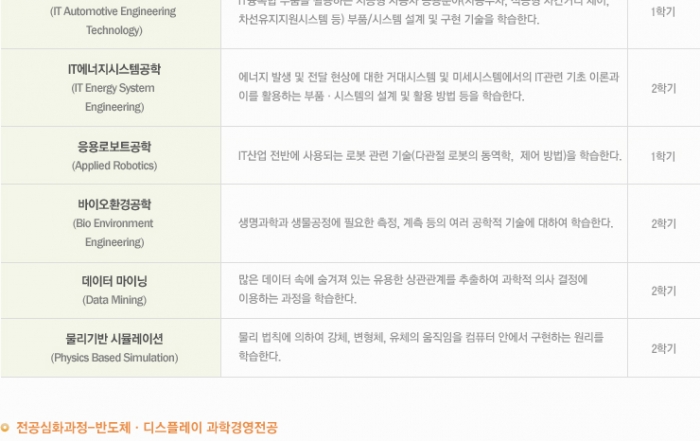 (IT Automotive Engineering
Technology)
차선유지지원시스템 등) 부품/시스템 설계 및 구현 기술을 학습한다.
1학기
IT에너지시스템공학
(IT Energy System
Engineering)
에너지 발생 및 전달 현상에 대한 거대시스템 및 미세시스템에서의 IT관련 기초 이론과
이를 활용하는 부품 · 시스템의 설계 및 활용 방법 등을 학습한다.
2학기
응용로보트공학
(Applied Robotics)
IT산업 전반에 사용되는 로봇 관련 기술(다관절 로봇의 동역학, 제어 방법)을 학습한다.
1학기
바이오환경공학
(Bio Environment
Engineering)
생명과학과 생물공정에 필요한 측정, 계측 등의 여러 공학적 기술에 대하여 학습한다.
2학기
데이터 마이닝
(Data Mining)
많은 데이터 속에 숨겨져 있는 유용한 상관관계를 추출하여 과학적 의사 결정에
이용하는 과정을 학습한다.
2학기
물리기반 시뮬레이션
(Physics Based Simulation)
물리 법칙에 의하여 강체, 변형체, 유체의 움직임을 컴퓨터 안에서 구현하는 원리를
학습한다.
2학기
전공심화과정-반도체 · 디스플레이 과학경영전공